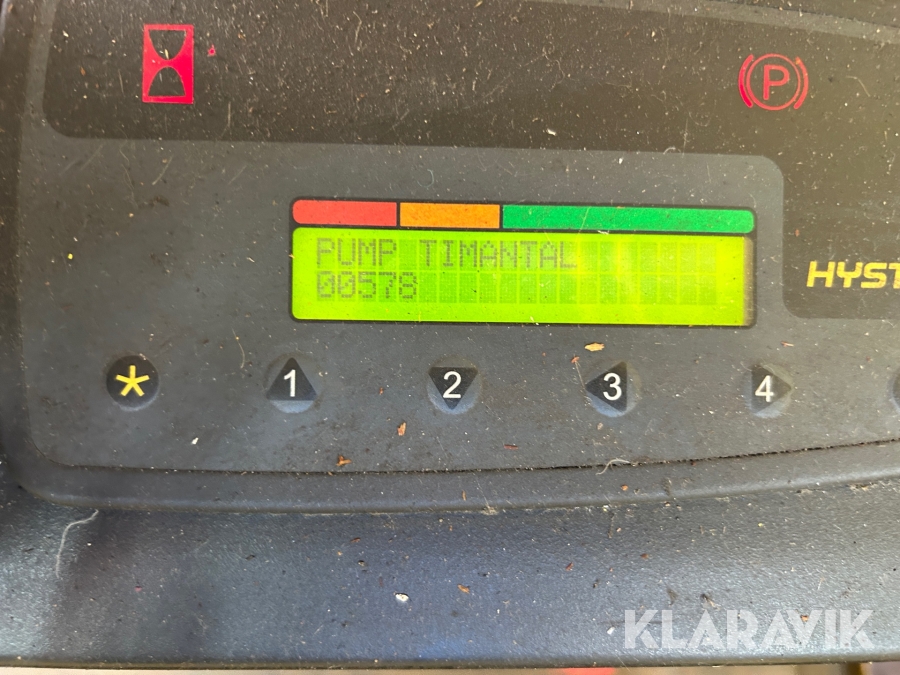 P
PUMP TIMANTAL
00578
HYST
* 1 2 3 4
KLARAVIK